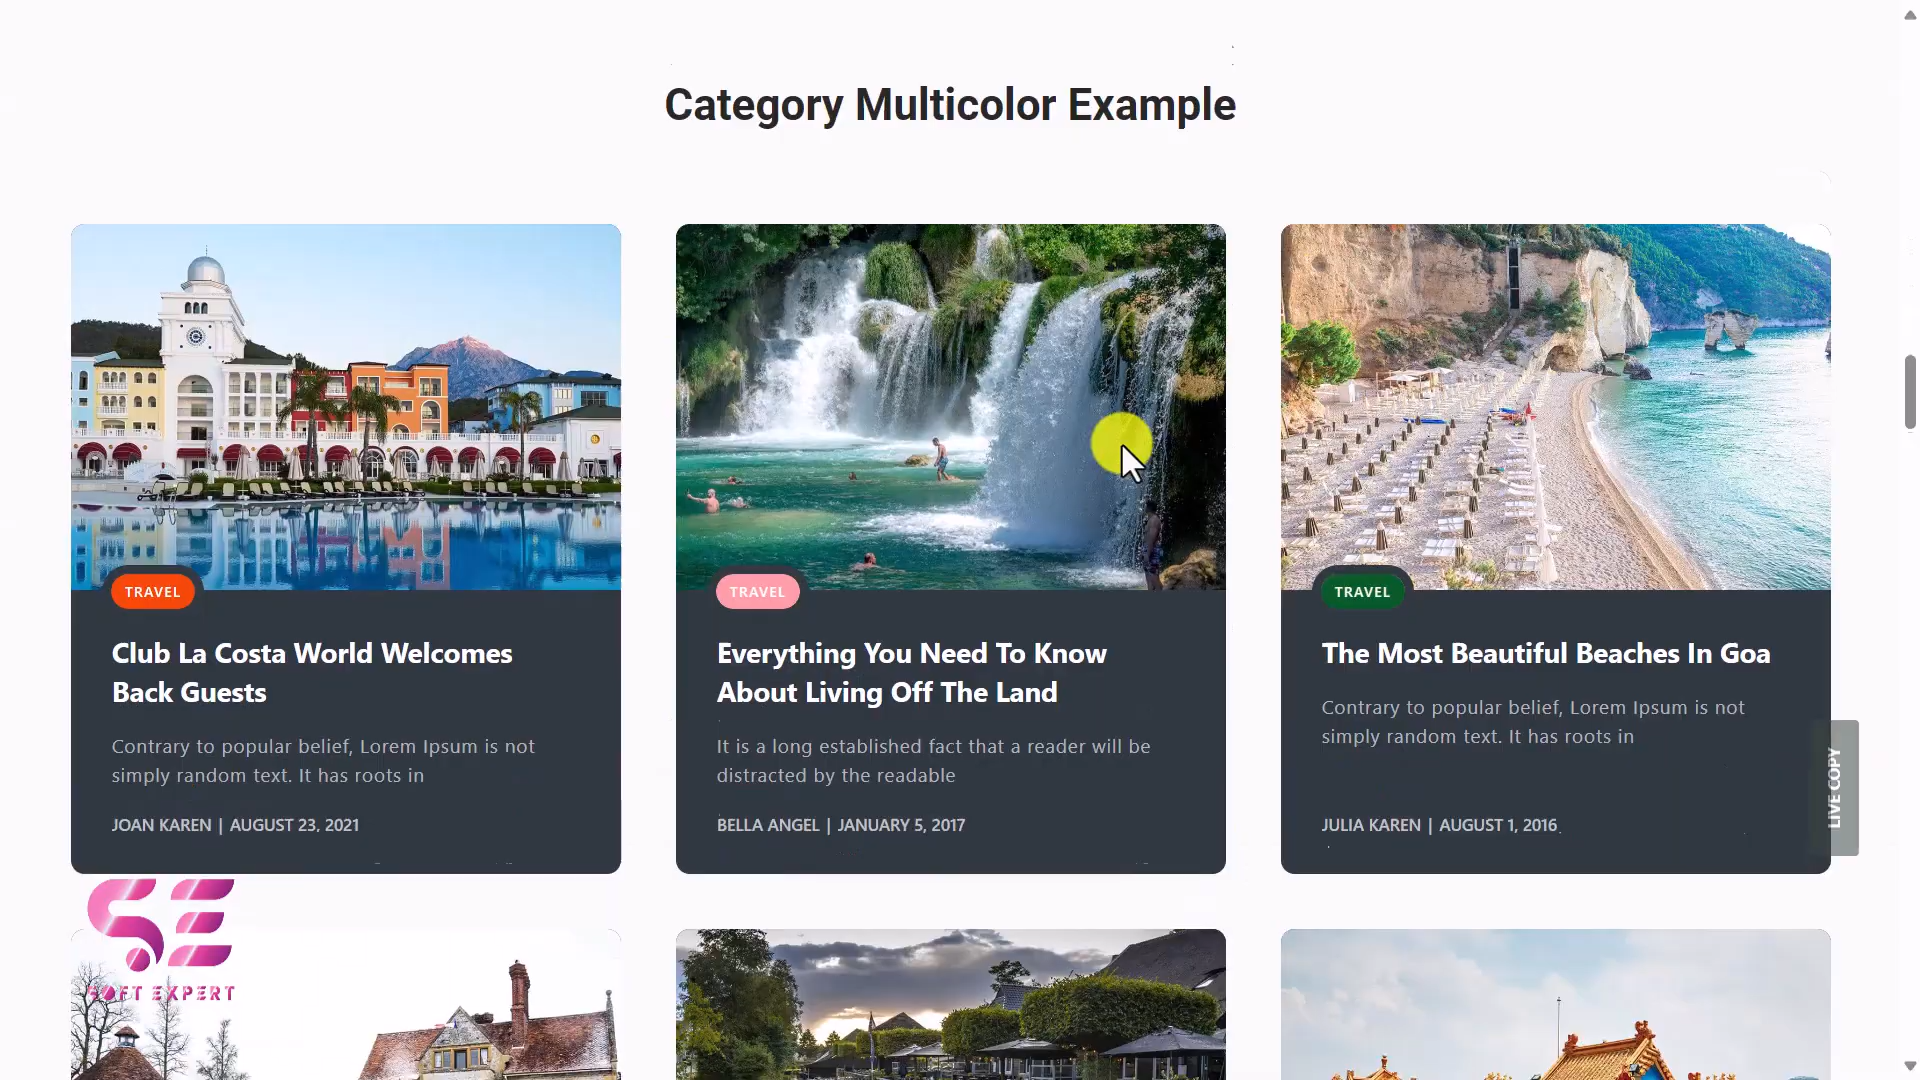 Category Multicolor Example
TRAVEL
Club La Costa World Welcomes
Back Guests
Contrary to popular belief, Lorem Ipsum is not
simply random text. It has roots in
JOAN KAREN | AUGUST 23, 2021
TRAVEL
Everything You Need To Know
About Living Off The Land
It is a long established fact that a reader will be
distracted by the readable
BELLA ANGEL | JANUARY 5, 2017
TRAVEL
The Most Beautiful Beaches In Goa
Contrary to popular belief, Lorem Ipsum is not
simply random text. It has roots in
JULIA KAREN | AUGUST 1, 2016
LIVE COPY
SE
SOFT EXPERT